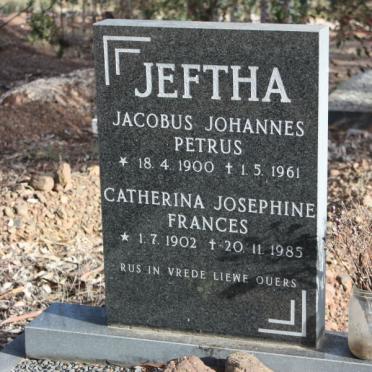 JEFTHA
JACOBUS JOHANNES
PETRUS
★ 18. 4. 1900 ✝ 1. 5. 1961
CATHERINA JOSEPHINE
FRANCES
★ 1. 7. 1902 ✝ 20. 11. 1985
RUS IN VREDE LIEWE OUERS